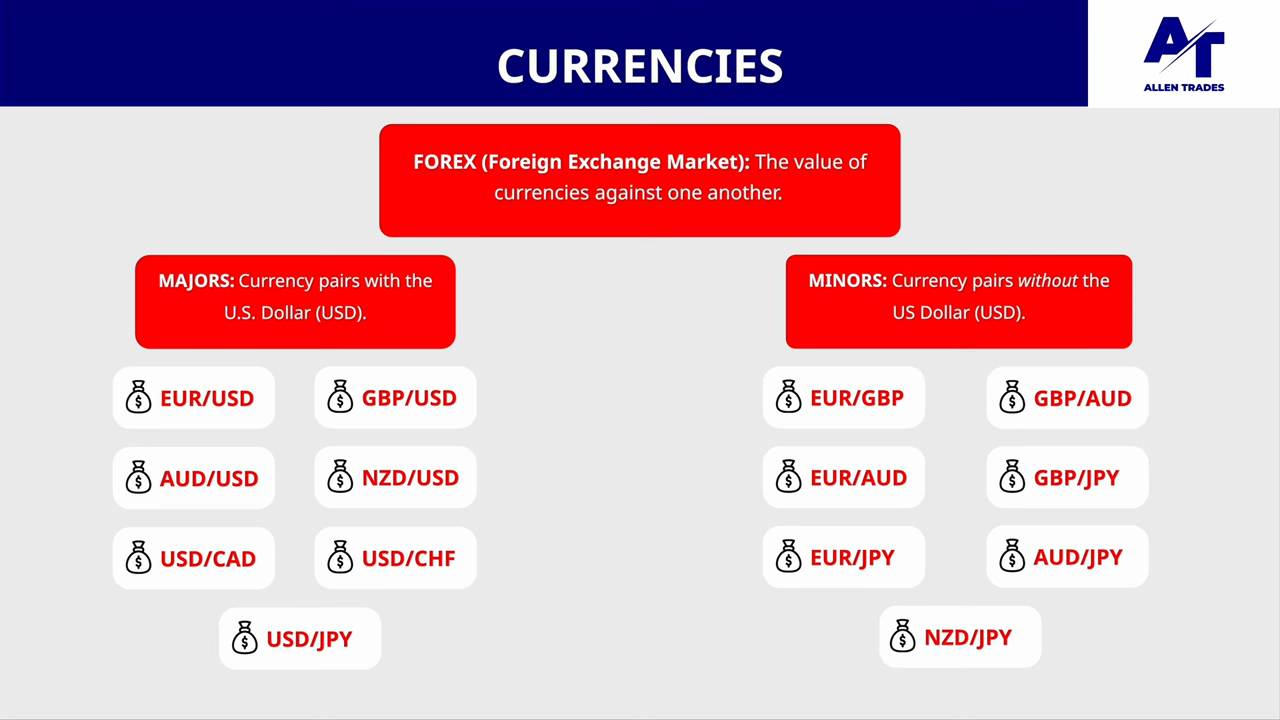 CURRENCIES
AT
ALLEN TRADES
FOREX (Foreign Exchange Market): The value of
currencies against one another.
MAJORS: Currency pairs with the
U.S. Dollar (USD).
$ EUR/USD
$ GBP/USD
$ AUD/USD
$ NZD/USD
$ USD/CAD
$ USD/CHF
$ USD/JPY
MINORS: Currency pairs without the
US Dollar (USD).
$ EUR/GBP
$ GBP/AUD
$ EUR/AUD
$ GBP/JPY
$ EUR/JPY
$ AUD/JPY
$ NZD/JPY